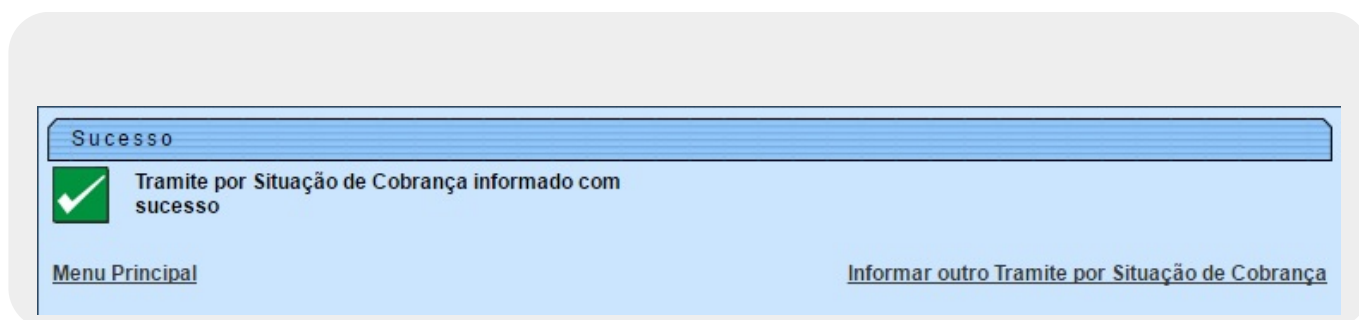 Sucesso
Tramite por Situação de Cobrança informado com
sucesso
Menu Principal
Informar outro Tramite por Situação de Cobrança